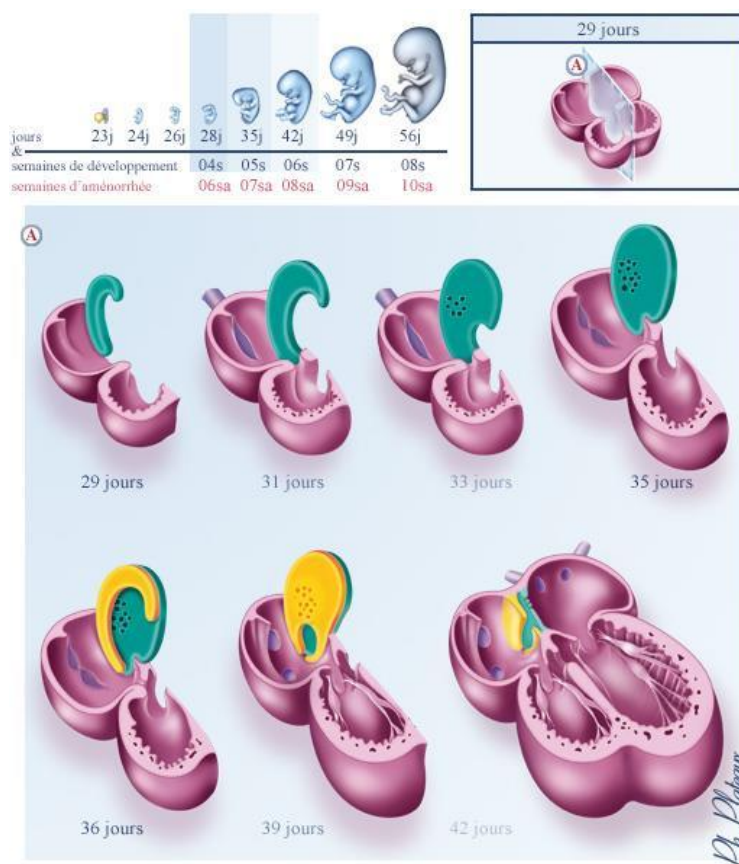 29 jours
A
23j 24j 26j 28j 35j 42j 49j 56j
jours
&
semaines de développement 04s 05s 06s 07s 08s
semaines d'aménorrhée 06sa 07sa 08sa 09sa 10sa
A
29 jours 31 jours 33 jours 35 jours
36 jours 39 jours 42 jours
Ph. Plateaux